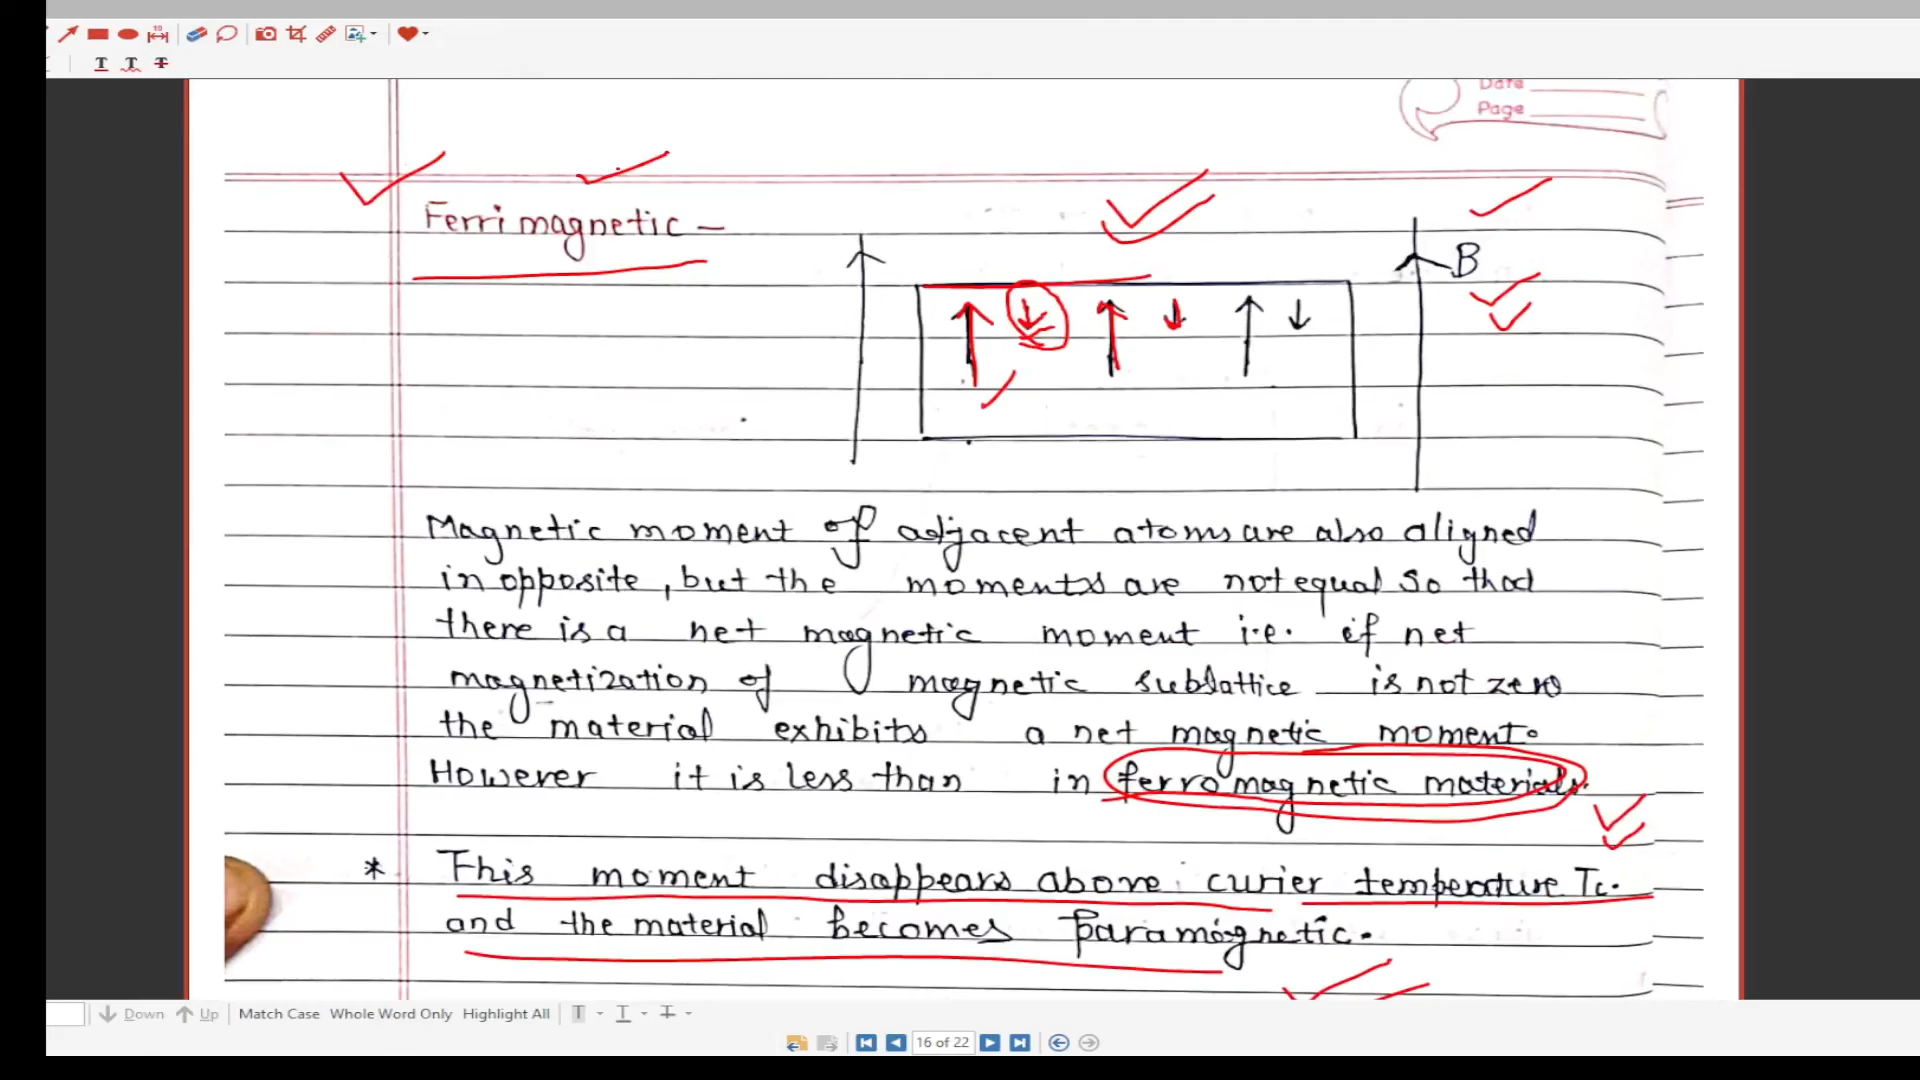 10
T T T
Date
Page
Ferrimagnetic –
B
Magnetic moment of adjacent atoms are also aligned
in opposite, but the moments are not equal so that
there is a net magnetic moment i.e. if net
magnetization of magnetic sublattice is not zero
the material exhibits a net magnetic moment.
However it is less than in ferromagnetic materials.
* This moment disappears above curier temperature Tc.
and the material becomes Paramagnetic.
Down Up Match Case Whole Word Only Highlight All T T T
16 of 22